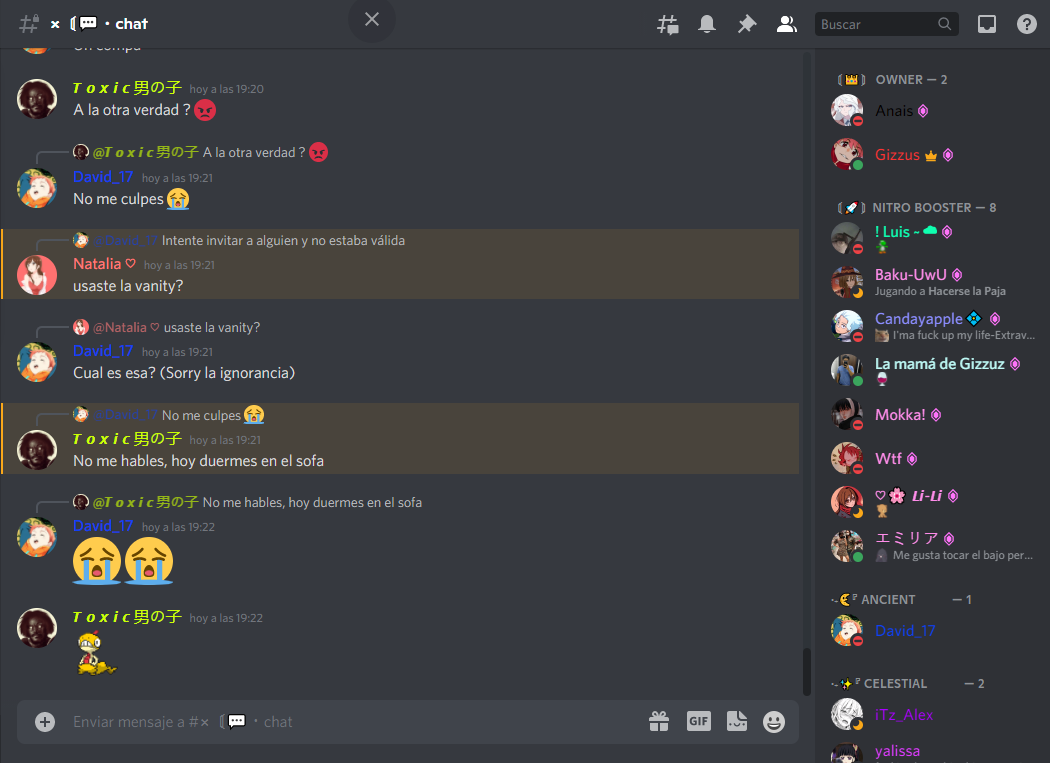 × 💬 • chat
Buscar
Un compa
T o x i c 男の子 hoy a las 19:20
A la otra verdad ? 😡
@T o x i c 男の子 A la otra verdad ? 😡
David_17 hoy a las 19:21
No me culpes 😭
@David_17 Intente invitar a alguien y no estaba válida
Natalia ♡ hoy a las 19:21
usaste la vanity?
@Natalia ♡ usaste la vanity?
David_17 hoy a las 19:21
Cual es esa? (Sorry la ignorancia)
@David_17 No me culpes 😭
T o x i c 男の子 hoy a las 19:21
No me hables, hoy duermes en el sofa
@T o x i c 男の子 No me hables, hoy duermes en el sofa
David_17 hoy a las 19:22
😭😭
T o x i c 男の子 hoy a las 19:22
Enviar mensaje a #× 💬 • chat
GIF
OWNER — 2
Anais
Gizzus
NITRO BOOSTER — 8
! Luis ~
Baku-UwU
Jugando a Hacerse la Paja
Candayapple
I'ma fuck up my life-Extrav...
La mamá de Gizzuz
Mokka!
Wtf
♡🌸 Li-Li
エミリア
Me gusta tocar el bajo per...
ANCIENT — 1
David_17
CELESTIAL — 2
iTz_Alex
yalissa